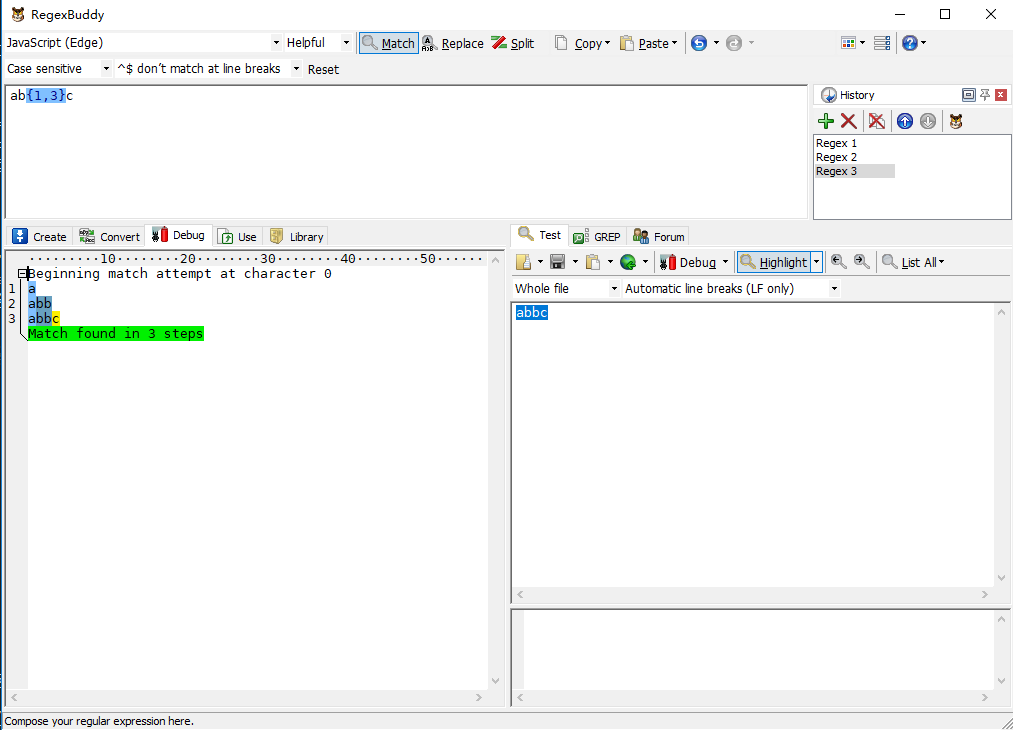 RegexBuddy
JavaScript (Edge) Helpful Match Replace Split Copy Paste
Case sensitive ^$ don't match at line breaks Reset
ab{1,3}c
History
Regex 1
Regex 2
Regex 3
Create Convert Debug Use Library
·········10········20········30········40········50······
Beginning match attempt at character 0
1 a
2 abb
3 abbc
Match found in 3 steps
Test GREP Forum
Debug Highlight List All
Whole file Automatic line breaks (LF only)
abbc
Compose your regular expression here.